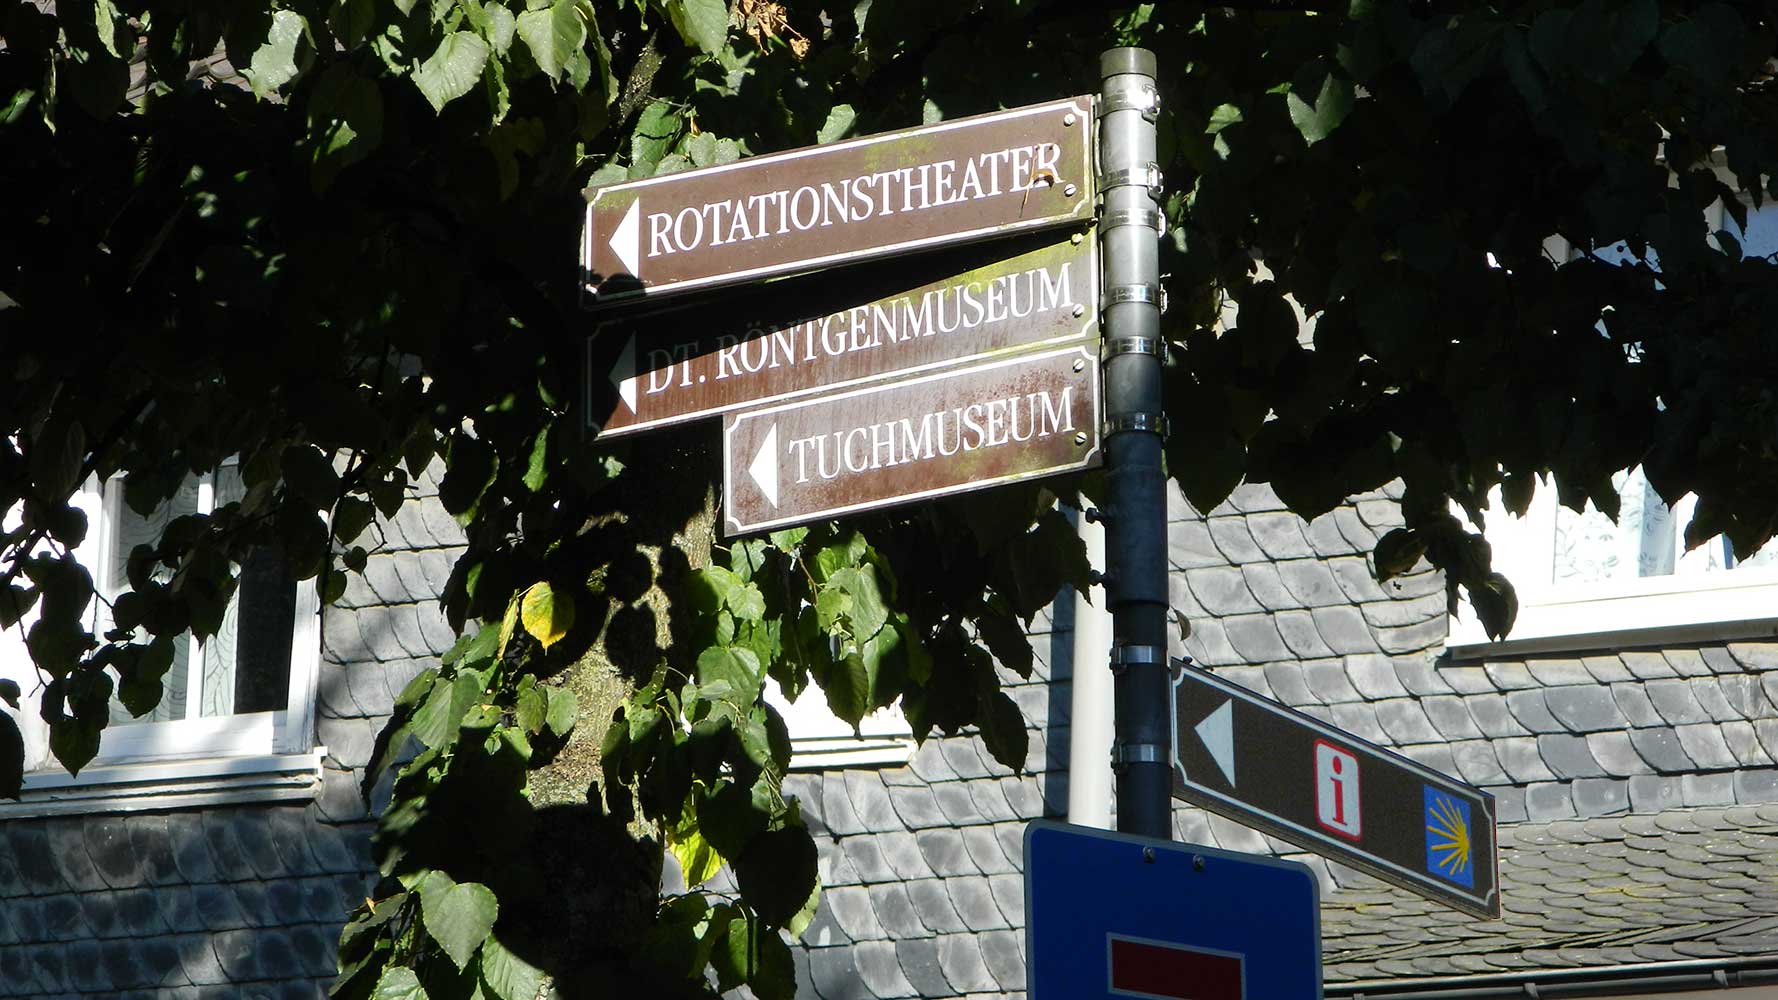 ROTATIONSTHEATER
DT. RÖNTGENMUSEUM
TUCHMUSEUM
i